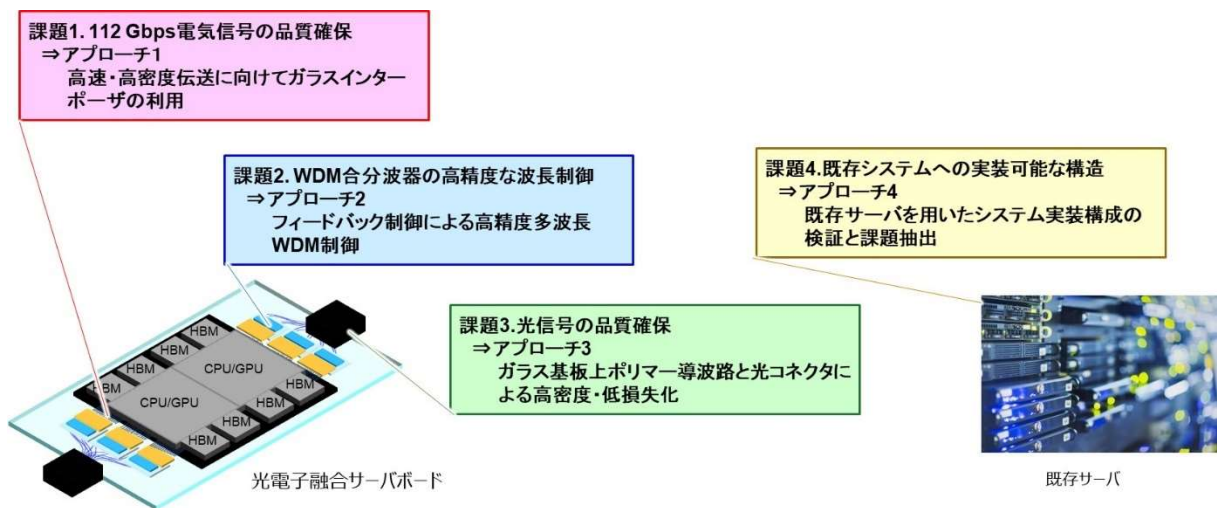 課題1. 112 Gbps電気信号の品質確保
⇒アプローチ1
高速・高密度伝送に向けてガラスインター
ポーザの利用
課題2. WDM合分波器の高精度な波長制御
⇒アプローチ2
フィードバック制御による高精度多波長
WDM制御
課題4.既存システムへの実装可能な構造
⇒アプローチ4
既存サーバを用いたシステム実装構成の
検証と課題抽出
課題3.光信号の品質確保
⇒アプローチ3
ガラス基板上ポリマー導波路と光コネクタに
よる高密度・低損失化
HBM
HBM
HBM
HBM
CPU/GPU
CPU/GPU
HBM
HBM
HBM
HBM
光電子融合サーバボード
既存サーバ